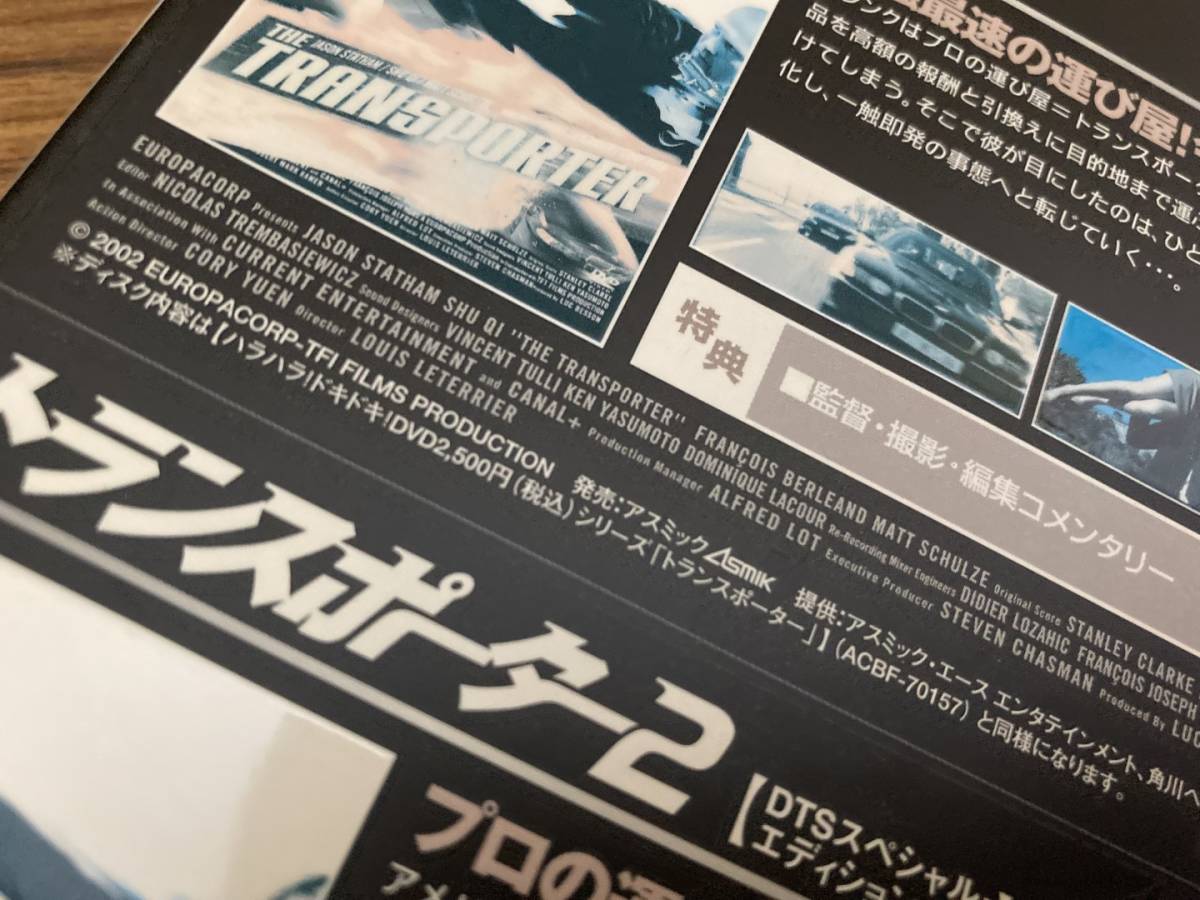 THE
TRANSPORTER
最速の運び屋!
ンクはプロの運び屋＝トランスポー
品を高額の報酬と引換えに目的地まで運
けてしまう。そこで彼が目にしたのは、ひと
化し、一触即発の事態へと転じていく･･･。
特典
■監督・撮影・編集コメンタリー
EUROPACORP Presents JASON STATHAM SHU QI "THE TRANSPORTER" FRANÇOIS BERLEAND MATT SCHULZE Original Score STANLEY CLARKE
Editor NICOLAS TREMBASIEWICZ Sound Designers VINCENT TULLI KEN YASUMOTO DOMINIQUE LACOUR Re-Recording Mixer Engineers DIDIER LOZAHIC FRANÇOIS JOSEPH
In Association With CURRENT ENTERTAINMENT and CANAL+ Production Manager ALFRED LOT Executive Producer STEVEN CHASMAN Produced By LUC
Action Director CORY YUEN Director LOUIS LETERRIER
© 2002 EUROPACORP-TFI FILMS PRODUCTION 発売：アスミック Asmik 提供：アスミック・エース エンタテインメント、角川ヘ
※ディスク内容は【ハラハラ！ドキドキ！DVD2,500円（税込）シリーズ「トランスポーター」】（ACBF-70157）と同様になります。
トランスポーター2
【DTSスペシャル・
エディション
プロの運
アメ